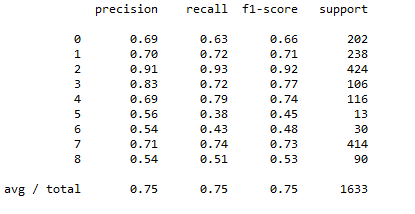 precision recall f1-score support
0 0.69 0.63 0.66 202
1 0.70 0.72 0.71 238
2 0.91 0.93 0.92 424
3 0.83 0.72 0.77 106
4 0.69 0.79 0.74 116
5 0.56 0.38 0.45 13
6 0.54 0.43 0.48 30
7 0.71 0.74 0.73 414
8 0.54 0.51 0.53 90
avg / total 0.75 0.75 0.75 1633